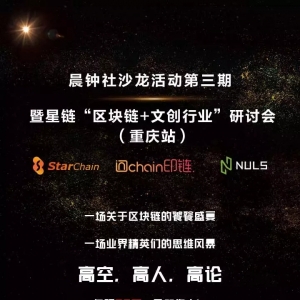 晨钟社沙龙活动第三期
暨星链“区块链+文创行业”研讨会
（重庆站）
StarChain Inchain印链 NULS
一场关于区块链的饕餮盛宴
一场业界精英们的思维风暴
高空，高人，高论